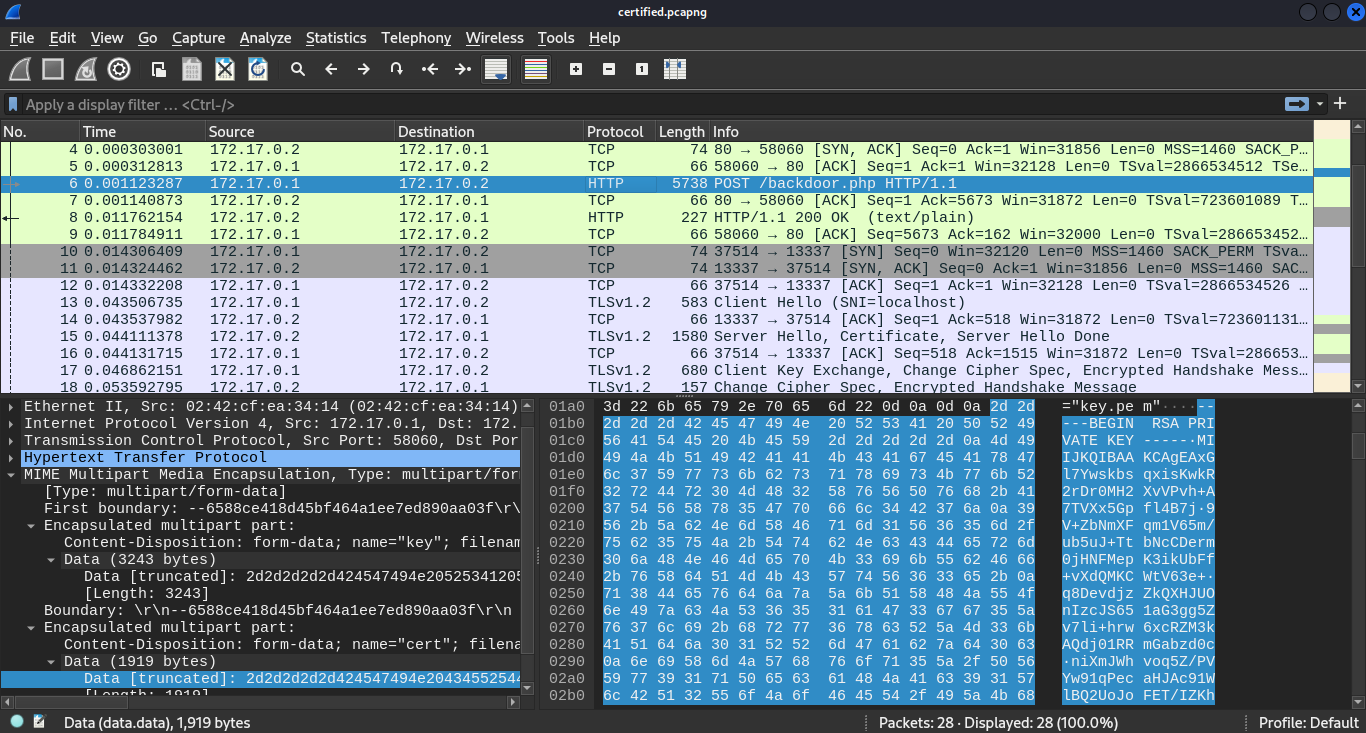 certified.pcapng
File Edit View Go Capture Analyze Statistics Telephony Wireless Tools Help
Apply a display filter … <Ctrl-/>
No. Time Source Destination Protocol Length Info
4 0.000303001 172.17.0.2 172.17.0.1 TCP 74 80 → 58060 [SYN, ACK] Seq=0 Ack=1 Win=31856 Len=0 MSS=1460 SACK_P…
5 0.000312813 172.17.0.1 172.17.0.2 TCP 66 58060 → 80 [ACK] Seq=1 Ack=1 Win=32128 Len=0 TSval=2866534512 TSe…
6 0.001123287 172.17.0.1 172.17.0.2 HTTP 5738 POST /backdoor.php HTTP/1.1
7 0.001140873 172.17.0.2 172.17.0.1 TCP 66 80 → 58060 [ACK] Seq=1 Ack=5673 Win=31872 Len=0 TSval=723601089 T…
8 0.011762154 172.17.0.2 172.17.0.1 HTTP 227 HTTP/1.1 200 OK (text/plain)
9 0.011784911 172.17.0.1 172.17.0.2 TCP 66 58060 → 80 [ACK] Seq=5673 Ack=162 Win=32000 Len=0 TSval=286653452…
10 0.014306409 172.17.0.1 172.17.0.2 TCP 74 37514 → 13337 [SYN] Seq=0 Win=32120 Len=0 MSS=1460 SACK_PERM TSva…
11 0.014324462 172.17.0.2 172.17.0.1 TCP 74 13337 → 37514 [SYN, ACK] Seq=0 Ack=1 Win=31856 Len=0 MSS=1460 SAC…
12 0.014332208 172.17.0.1 172.17.0.2 TCP 66 37514 → 13337 [ACK] Seq=1 Ack=1 Win=32128 Len=0 TSval=2866534526 …
13 0.043506735 172.17.0.1 172.17.0.2 TLSv1.2 583 Client Hello (SNI=localhost)
14 0.043537982 172.17.0.2 172.17.0.1 TCP 66 13337 → 37514 [ACK] Seq=1 Ack=518 Win=31872 Len=0 TSval=723601131…
15 0.044111378 172.17.0.2 172.17.0.1 TLSv1.2 1580 Server Hello, Certificate, Server Hello Done
16 0.044131715 172.17.0.1 172.17.0.2 TCP 66 37514 → 13337 [ACK] Seq=518 Ack=1515 Win=31872 Len=0 TSval=286653…
17 0.046862151 172.17.0.1 172.17.0.2 TLSv1.2 680 Client Key Exchange, Change Cipher Spec, Encrypted Handshake Mess…
18 0.053592795 172.17.0.2 172.17.0.1 TLSv1.2 157 Change Cipher Spec, Encrypted Handshake Message
Ethernet II, Src: 02:42:cf:ea:34:14 (02:42:cf:ea:34:14)
Internet Protocol Version 4, Src: 172.17.0.1, Dst: 172.
Transmission Control Protocol, Src Port: 58060, Dst Por
Hypertext Transfer Protocol
MIME Multipart Media Encapsulation, Type: multipart/for
[Type: multipart/form-data]
First boundary: --6588ce418d45bf464a1ee7ed890aa03f\r\
Encapsulated multipart part:
Content-Disposition: form-data; name="key"; filenam
Data (3243 bytes)
Data [truncated]: 2d2d2d2d2d424547494e205253412050
[Length: 3243]
Boundary: \r\n--6588ce418d45bf464a1ee7ed890aa03f\r\n
Encapsulated multipart part:
Content-Disposition: form-data; name="cert"; filena
Data (1919 bytes)
Data [truncated]: 2d2d2d2d2d424547494e20434552544
[Length: 1919]
01a0 3d 22 6b 65 79 2e 70 65 6d 22 0d 0a 0d 0a 2d 2d ="key.pem"····--
01b0 2d 2d 2d 42 45 47 49 4e 20 52 53 41 20 50 52 49 ---BEGIN RSA PRI
01c0 56 41 54 45 20 4b 45 59 2d 2d 2d 2d 2d 0a 4d 49 VATE KEY -----·MI
01d0 49 4a 4b 51 49 42 41 41 4b 43 41 67 45 41 78 47 IJKQIBAA KCAgEAxG
01e0 6c 37 59 77 73 6b 62 73 71 78 69 73 4b 77 6b 52 l7Ywskbs qxisKwkR
01f0 32 72 44 72 30 4d 48 32 58 76 56 50 76 68 2b 41 2rDr0MH2 XvVPvh+A
0200 37 54 56 58 78 35 47 70 66 6c 34 42 37 6a 0a 39 7TVXx5Gp fl4B7j·9
0210 56 2b 5a 62 4e 6d 58 46 71 6d 31 56 36 35 6d 2f V+ZbNmXF qm1V65m/
0220 75 62 35 75 4a 2b 54 74 62 4e 63 43 44 65 72 6d ub5uJ+Tt bNcCDerm
0230 30 6a 48 4e 46 4d 65 70 4b 33 69 6b 55 62 46 66 0jHNFMep K3ikUbFf
0240 2b 76 58 64 51 4d 4b 43 57 74 56 36 33 65 2b 0a +vXdQMKC WtV63e+·
0250 71 38 44 65 76 64 6a 7a 5a 6b 51 58 48 4a 55 4f q8Devdjz ZkQXHJUO
0260 6e 49 7a 63 4a 53 36 35 31 61 47 33 67 67 35 5a nIzcJS65 1aG3gg5Z
0270 76 37 6c 69 2b 68 72 77 36 78 63 52 5a 4d 33 6b v7li+hrw 6xcRZM3k
0280 41 51 64 6a 30 31 52 52 6d 47 61 62 7a 64 30 63 AQdj01RR mGabzd0c
0290 0a 6e 69 58 6d 4a 57 68 76 6f 71 35 5a 2f 50 56 ·niXmJWh voq5Z/PV
02a0 59 77 39 31 71 50 65 63 61 48 4a 41 63 39 31 57 Yw91qPec aHJAc91W
02b0 6c 42 51 32 55 6f 4a 6f 46 45 54 2f 49 5a 4b 68 lBQ2UoJo FET/IZKh
Data (data.data), 1,919 bytes
Packets: 28 · Displayed: 28 (100.0%)
Profile: Default